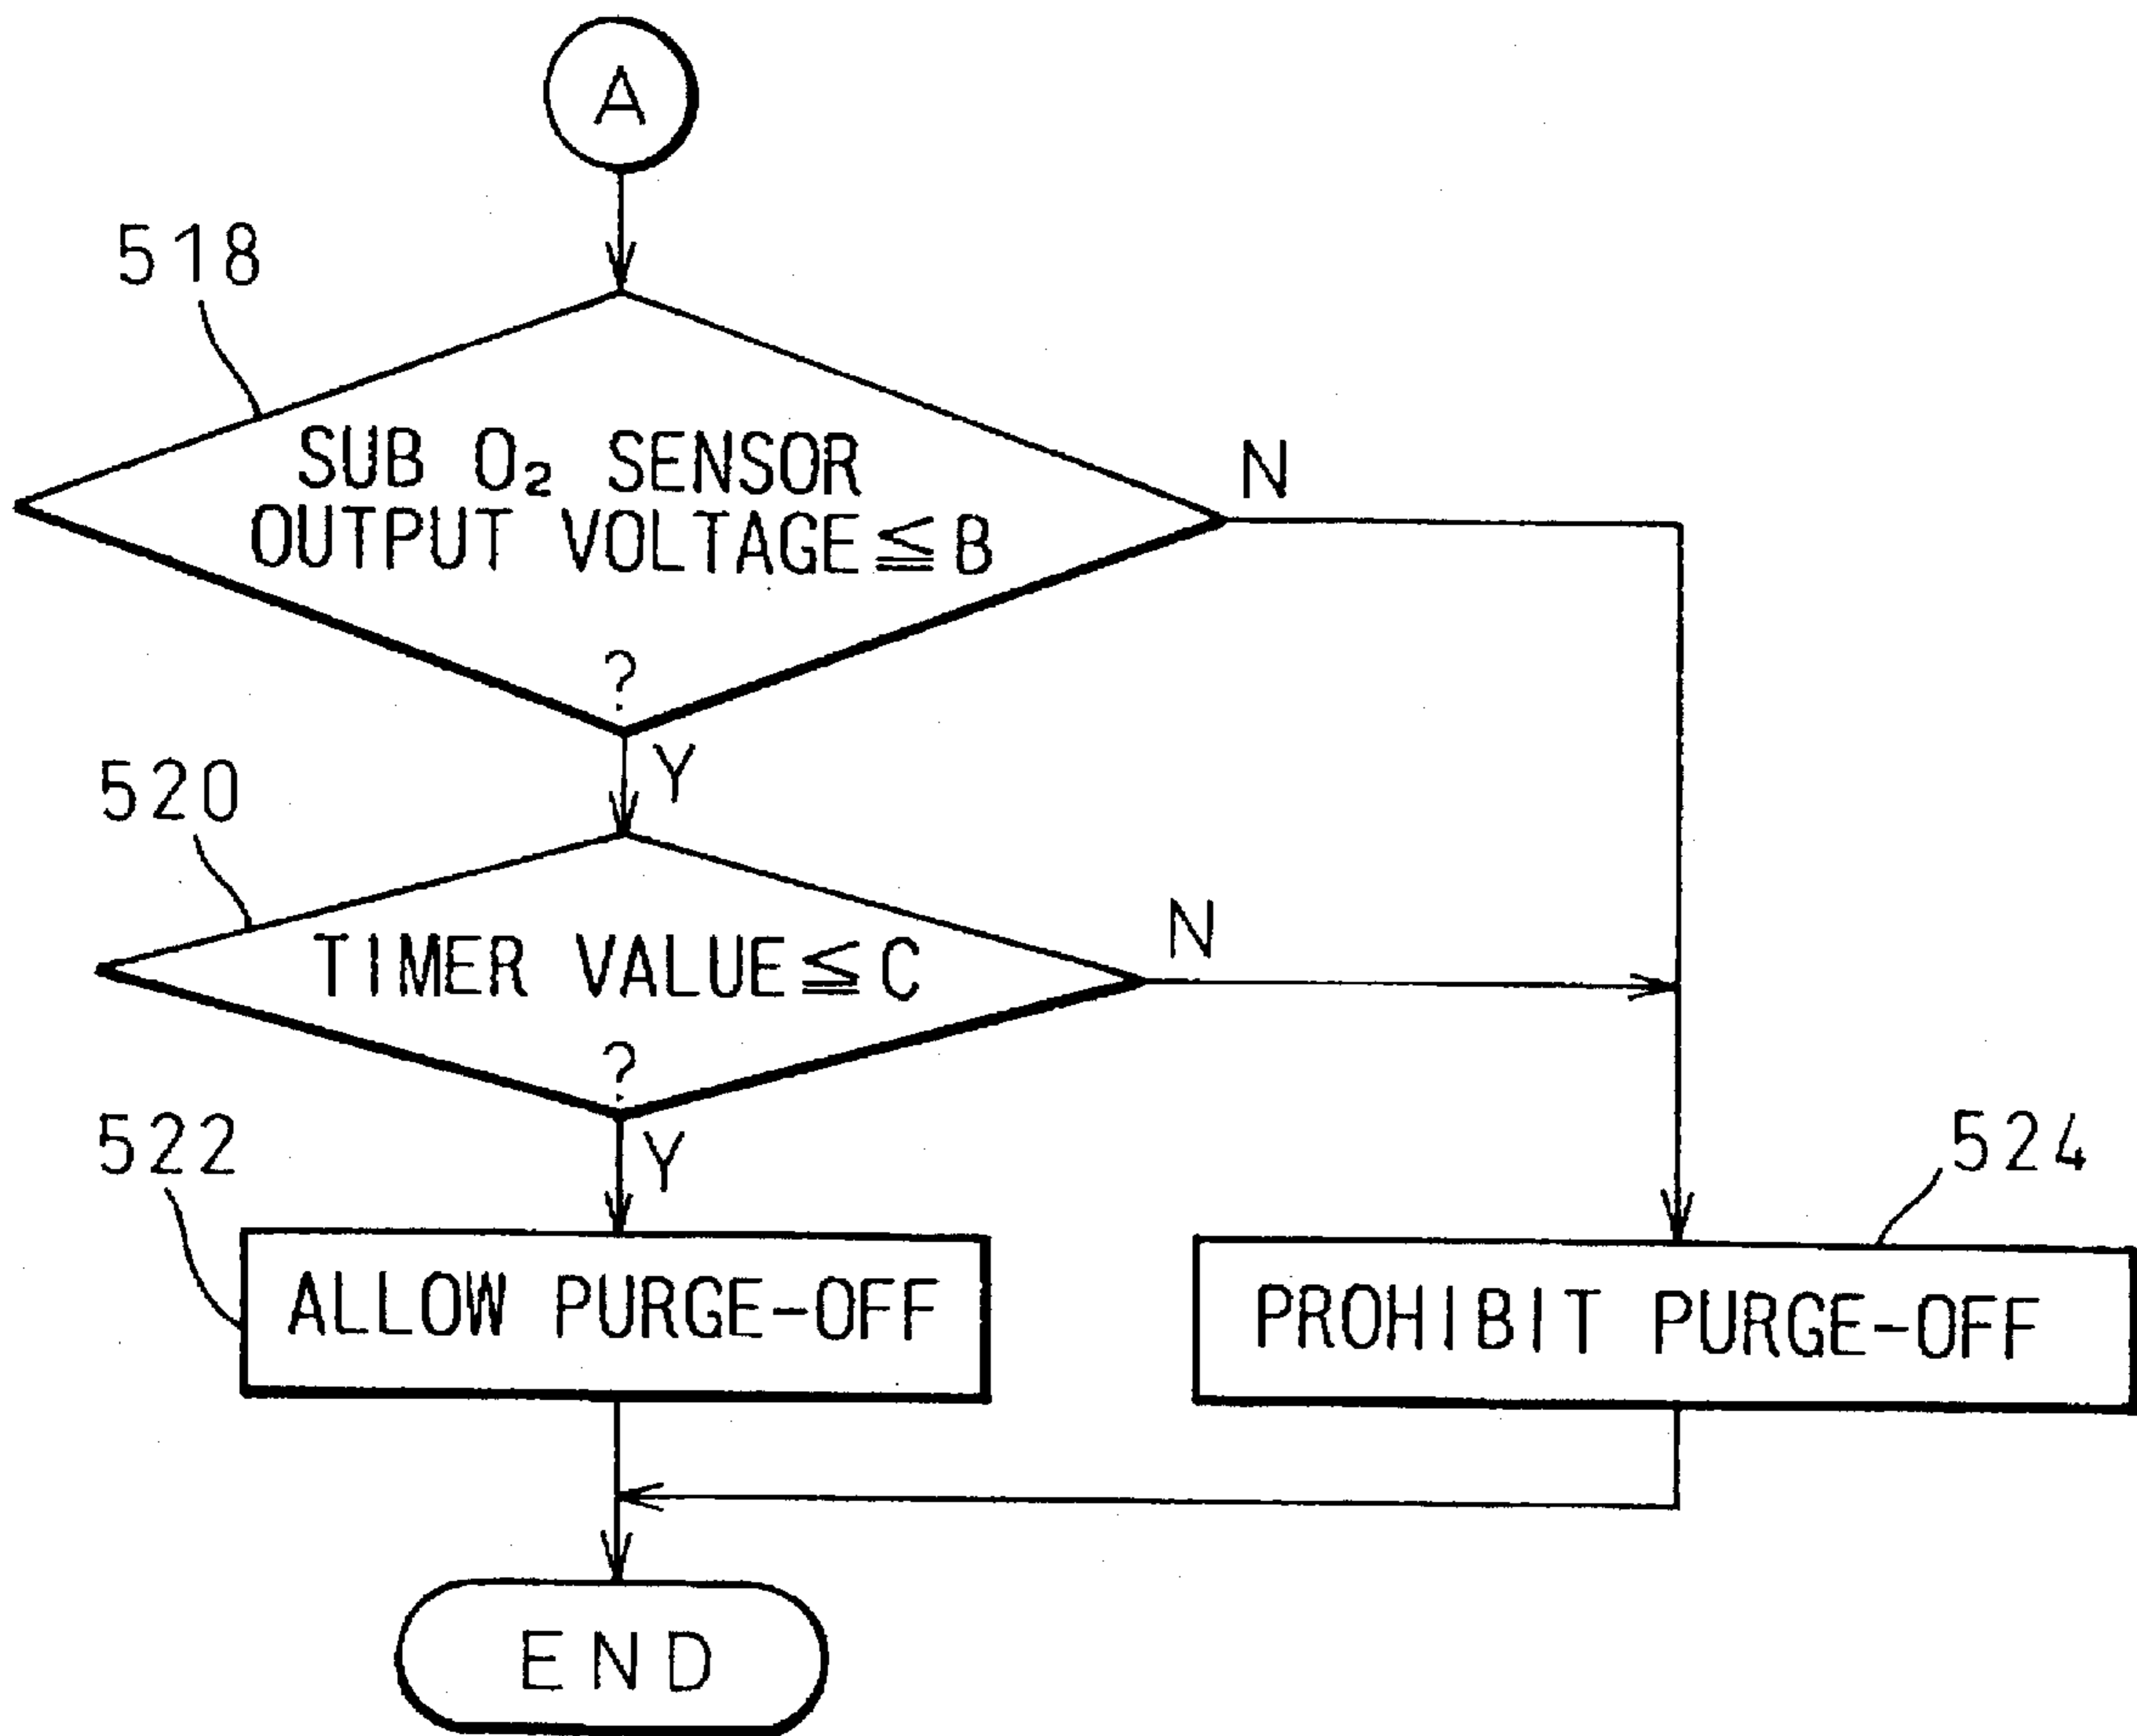 A
518
SUB O₂ SENSOR
OUTPUT VOLTAGE≦B
?
N
Y
520
TIMER VALUE≦C
?
N
Y
522
ALLOW PURGE-OFF
524
PROHIBIT PURGE-OFF
END